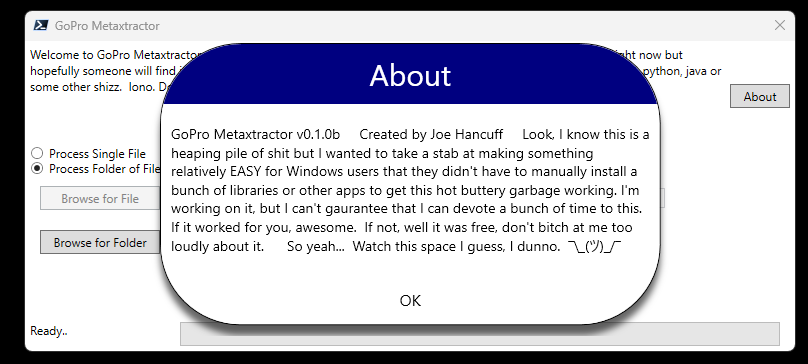 GoPro Metaxtractor
Welcome to GoPro Metaxtractor
ght now but
hopefully someone will find
python, java or
some other shizz.  Iono.
About
About
GoPro Metaxtractor v0.1.0b     Created by Joe Hancuff     Look, I know this is a
heaping pile of shit but I wanted to take a stab at making something
relatively EASY for Windows users that they didn't have to manually install a
bunch of libraries or other apps to get this hot buttery garbage working. I'm
working on it, but I can't gaurantee that I can devote a bunch of time to this.
If it worked for you, awesome.  If not, well it was free, don't bitch at me too
loudly about it.     So yeah...  Watch this space I guess, I dunno.  ¯\_(ツ)_/¯
OK
Process Single File
Process Folder of File
Browse for File
Browse for Folder
Ready..